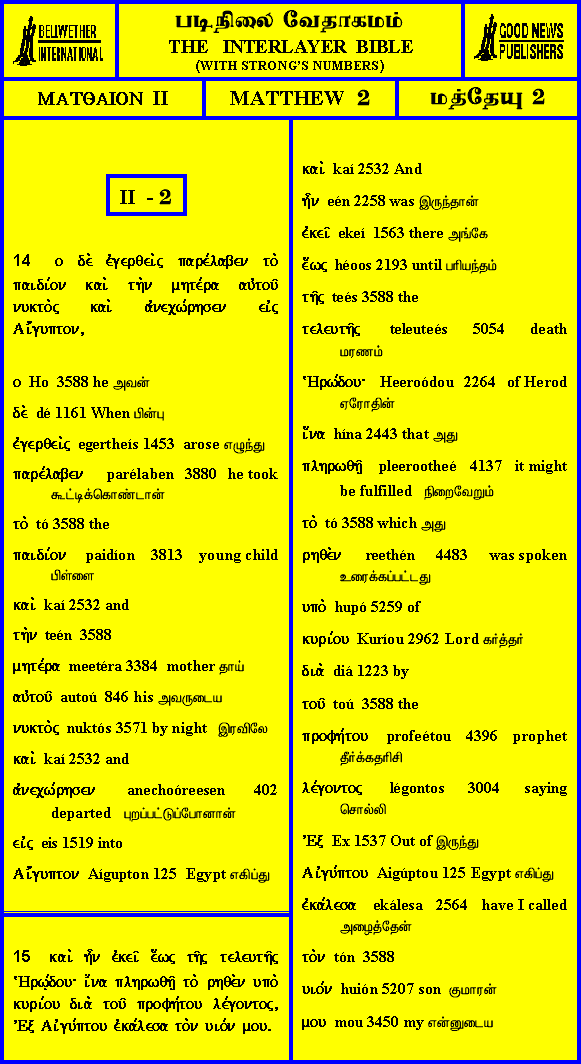 BELLWETHER
INTERNATIONAL
படிநிலை வேதாகமம்
THE INTERLAYER BIBLE
(WITH STRONG'S NUMBERS)
GOOD NEWS
PUBLISHERS
ΜΑΤΘΑΙΟΝ II
MATTHEW 2
மத்தேயு 2
II - 2
14 ο δὲ ἐγερθεὶς παρέλαβεν τὸ
παιδίον καὶ τὴν μητέρα αὐτοῦ
νυκτὸς καὶ ἀνεχώρησεν εἰς
Αἴγυπτον,
ο Ho 3588 he அவன்
δὲ dé 1161 When பின்பு
ἐγερθεὶς egertheís 1453 arose எழுந்து
παρέλαβεν parélaben 3880 he took
கூட்டிக்கொண்டான்
τὸ tó 3588 the
παιδίον paidíon 3813 young child
பிள்ளை
καὶ kaí 2532 and
τὴν teén 3588
μητέρα meetéra 3384 mother தாய்
αὐτοῦ autoú 846 his அவருடைய
νυκτὸς nuktós 3571 by night இரவிலே
καὶ kaí 2532 and
ἀνεχώρησεν anechoóreesen 402
departed புறப்பட்டுப்போனான்
εἰς eis 1519 into
Αἴγυπτον Aígupton 125 Egypt எகிப்து
15 καὶ ἦν ἐκεῖ ἕως τῆς τελευτῆς
Ἡρῴδου· ἵνα πληρωθῇ τὸ ρηθὲν υπὸ
κυρίου διὰ τοῦ προφήτου λέγοντος,
Ἐξ Αἰγύπτου ἐκάλεσα τὸν υιόν μου.
καὶ kaí 2532 And
ἦν eén 2258 was இருந்தான்
ἐκεῖ ekeí 1563 there அங்கே
ἕως héoos 2193 until பரியந்தம்
τῆς teés 3588 the
τελευτῆς teleuteés 5054 death
மரணம்
Ἡρῴδου· Heeroódou 2264 of Herod
ஏரோதின்
ἵνα hína 2443 that அது
πληρωθῇ pleerootheé 4137 it might
be fulfilled நிறைவேறும்
τὸ tó 3588 which அது
ρηθὲν reethén 4483 was spoken
உரைக்கப்பட்டது
υπὸ hupó 5259 of
κυρίου Kuríou 2962 Lord கர்த்தர்
διὰ diá 1223 by
τοῦ toú 3588 the
προφήτου profeétou 4396 prophet
தீர்க்கதரிசி
λέγοντος légontos 3004 saying
சொல்லி
Ἐξ Ex 1537 Out of இருந்து
Αἰγύπτου Aigúptou 125 Egypt எகிப்து
ἐκάλεσα ekálesa 2564 have I called
அழைத்தேன்
τὸν tón 3588
υιόν huión 5207 son குமாரன்
μου mou 3450 my என்னுடைய